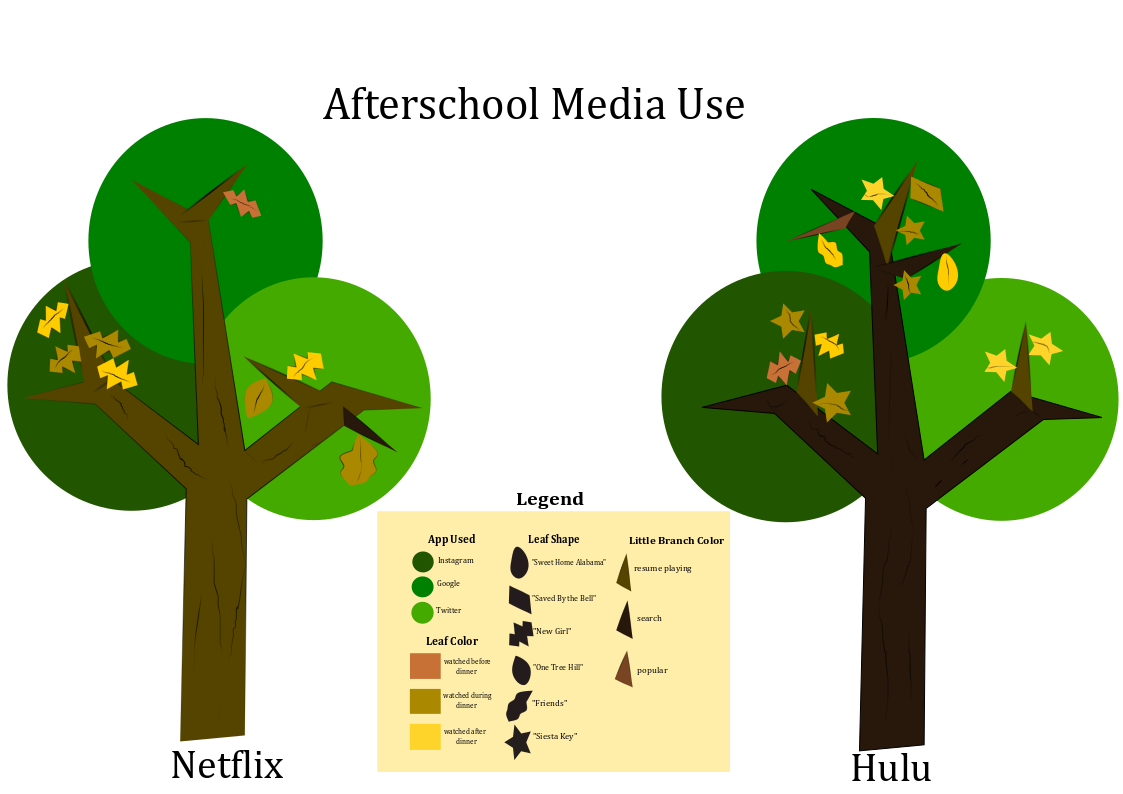 Afterschool Media Use
Legend
App Used
Instagram
Google
Twitter
Leaf Color
watched before
dinner
watched during
dinner
watched after
dinner
Leaf Shape
"Sweet Home Alabama"
"Saved By the Bell"
"New Girl"
"One Tree Hill"
"Friends"
"Siesta Key"
Little Branch Color
resume playing
search
popular
Netflix
Hulu